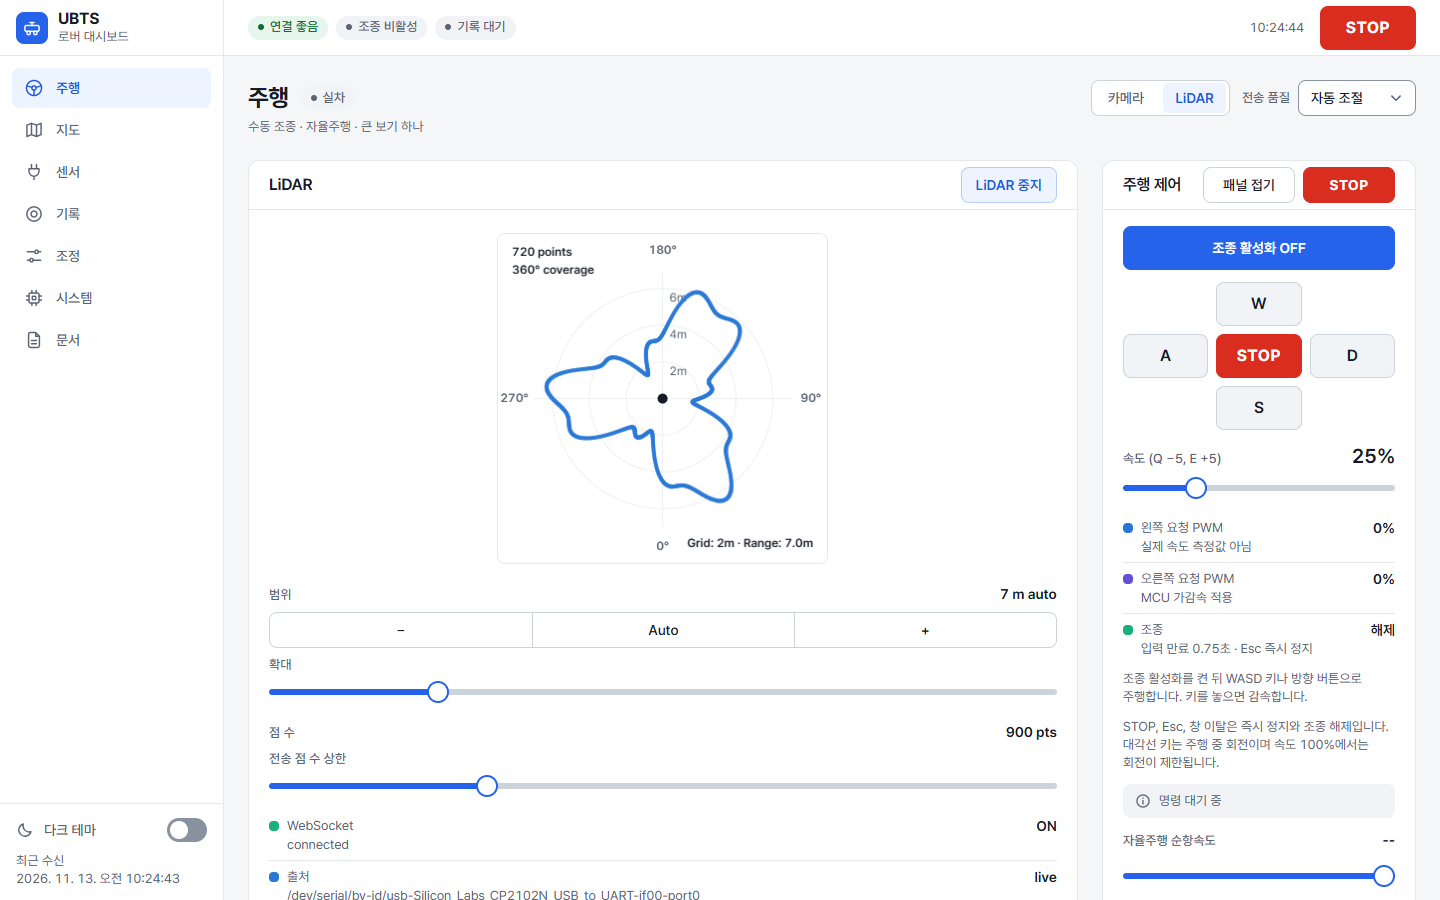 UBTS
로버 대시보드
연결 좋음
조종 비활성
기록 대기
10:24:44
STOP
주행
지도
센서
기록
조정
시스템
문서
다크 테마
최근 수신
2026. 11. 13. 오전 10:24:43
주행
실차
수동 조종 · 자율주행 · 큰 보기 하나
카메라
LiDAR
전송 품질
자동 조절
LiDAR
LiDAR 중지
720 points
360° coverage
180°
6m
4m
2m
270°
90°
0°
Grid: 2m · Range: 7.0m
범위
7 m auto
−
Auto
+
확대
점 수
900 pts
전송 점 수 상한
WebSocket
ON
connected
출처
live
/dev/serial/by-id/usb-Silicon_Labs_CP2102N_USB_to_UART-if00-port0
주행 제어
패널 접기
STOP
조종 활성화 OFF
W
A
STOP
D
S
속도 (Q −5, E +5)
25%
왼쪽 요청 PWM
0%
실제 속도 측정값 아님
오른쪽 요청 PWM
0%
MCU 가감속 적용
조종
해제
입력 만료 0.75초 · Esc 즉시 정지
조종 활성화를 켠 뒤 WASD 키나 방향 버튼으로
주행합니다. 키를 놓으면 감속합니다.
STOP, Esc, 창 이탈은 즉시 정지와 조종 해제입니다.
대각선 키는 주행 중 회전이며 속도 100%에서는
회전이 제한됩니다.
명령 대기 중
자율주행 순항속도
--